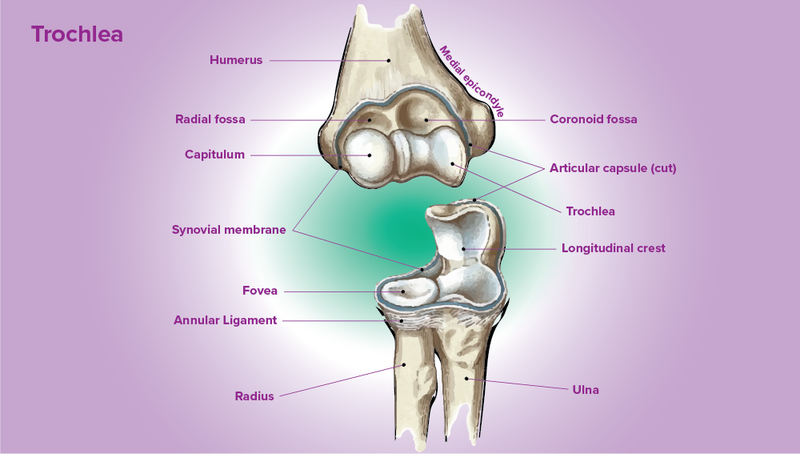 Trochlea
Humerus
Medial epicondyle
Radial fossa
Coronoid fossa
Capitulum
Articular capsule (cut)
Trochlea
Synovial membrane
Longitudinal crest
Fovea
Annular Ligament
Radius
Ulna